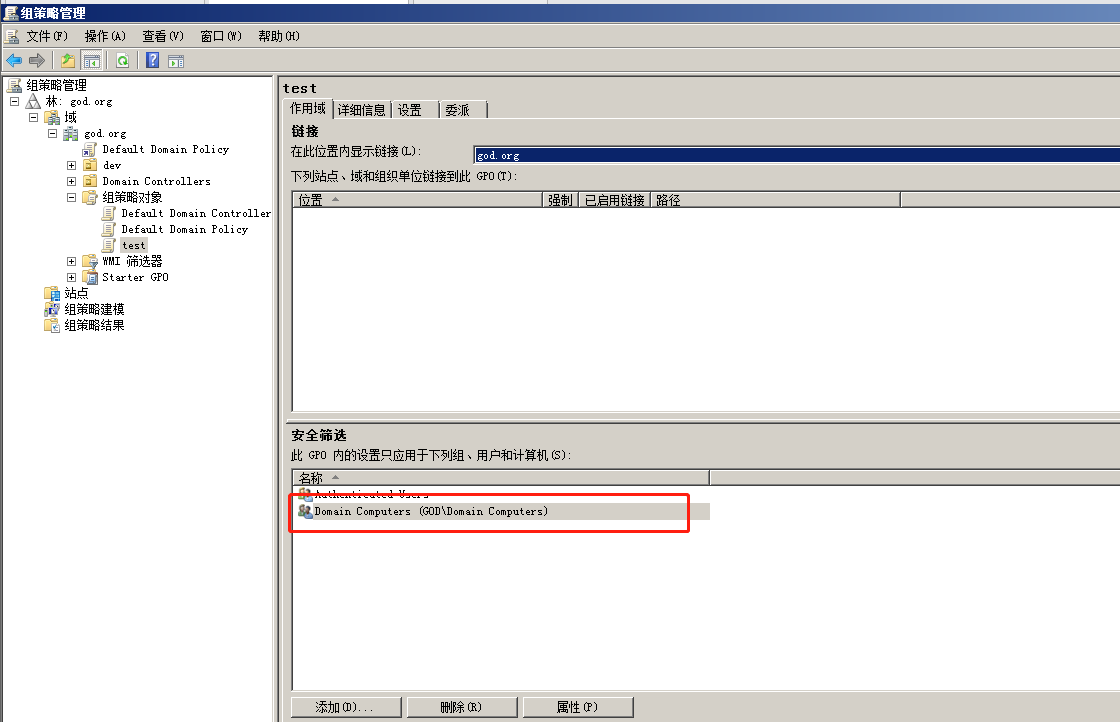 组策略管理
文件(F) 操作(A) 查看(V) 窗口(W) 帮助(H)
组策略管理
林: god.org
域
god.org
Default Domain Policy
dev
Domain Controllers
组策略对象
Default Domain Controller
Default Domain Policy
test
WMI 筛选器
Starter GPO
站点
组策略建模
组策略结果
test
作用域 详细信息 设置 委派
链接
在此位置内显示链接(L): god.org
下列站点、域和组织单位链接到此 GPO(T):
位置 强制 已启用链接 路径
安全筛选
此 GPO 内的设置只应用于下列组、用户和计算机(S):
名称
Authenticated Users
Domain Computers (GOD\Domain Computers)
添加(D)... 删除(R) 属性(P)